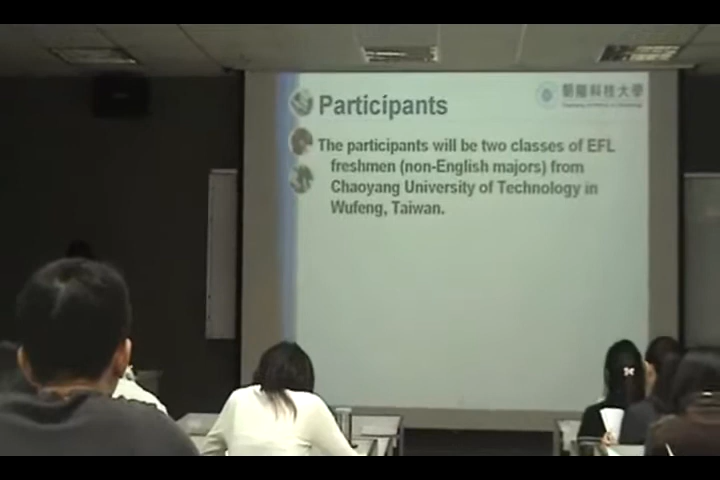 朝陽科技大學
Participants
The participants will be two classes of EFL
freshmen (non-English majors) from
Chaoyang University of Technology in
Wufeng, Taiwan.